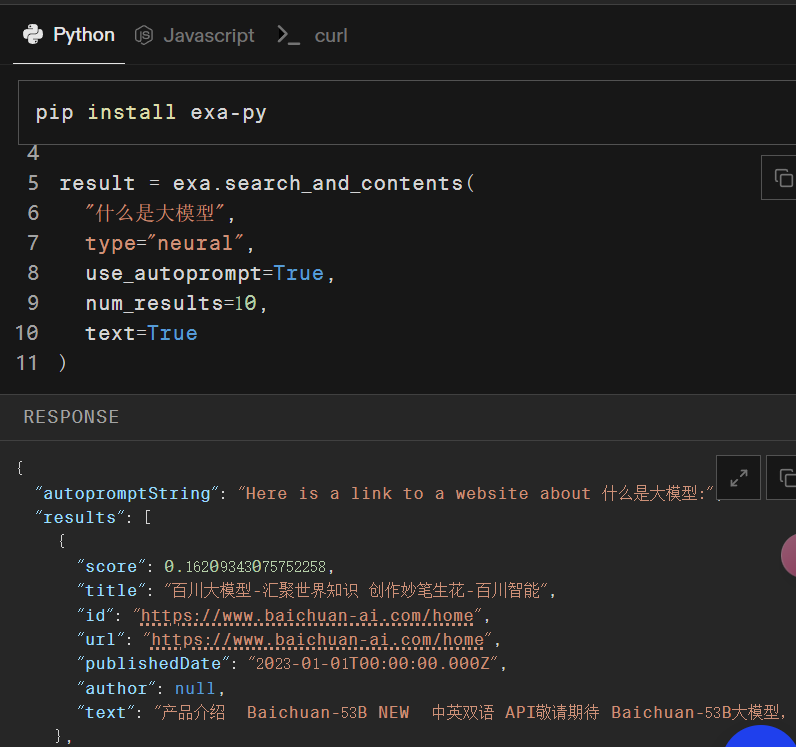 Python Javascript curl
pip install exa-py
4
5 result = exa.search_and_contents(
6 "什么是大模型",
7 type="neural",
8 use_autoprompt=True,
9 num_results=10,
10 text=True
11 )
RESPONSE
{
"autopromptString": "Here is a link to a website about 什么是大模型:",
"results": [
{
"score": 0.16209343075752258,
"title": "百川大模型-汇聚世界知识 创作妙笔生花-百川智能",
"id": "https://www.baichuan-ai.com/home",
"url": "https://www.baichuan-ai.com/home",
"publishedDate": "2023-01-01T00:00:00.000Z",
"author": null,
"text": "产品介绍 Baichuan-53B NEW 中英双语 API敬请期待 Baichuan-53B大模型,
},